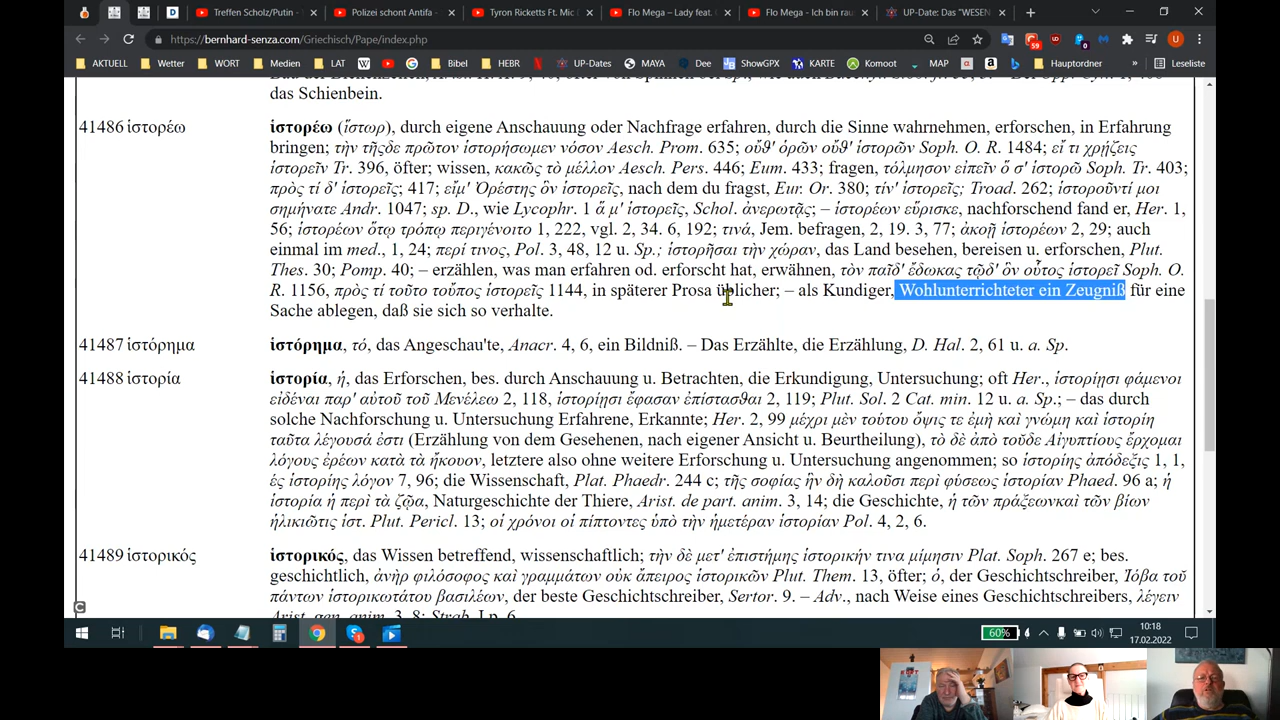 Treffen Scholz/Putin -
Polizei schont Antifa -
Tyron Ricketts Ft. Mic
Flo Mega – Lady feat.
Flo Mega - Ich bin rau
UP-Date: Das "WESEN
https://bernhard-senza.com/Griechisch/Pape/index.php
59
0
U
AKTUELL Wetter WORT Medien LAT Bibel HEBR UP-Dates MAYA Dee ShowGPX KARTE Komoot MAP Hauptordner Leseliste
das Schienbein.
41486 ἱστορέω ἱστορέω (ἵστωρ), durch eigene Anschauung oder Nachfrage erfahren, durch die Sinne wahrnehmen, erforschen, in Erfahrung
bringen; τὴν τῆςδε πρῶτον ἱστορήσωμεν νόσον Aesch. Prom. 635; οὔθ' ὁρῶν οὔθ' ἱστορῶν Soph. O. R. 1484; εἴ τι χρῄζεις
ἱστορεῖν Tr. 396, öfter; wissen, κακῶς τὸ μέλλον Aesch. Pers. 446; Eum. 433; fragen, τόλμησον εἰπεῖν ὅ σ' ἱστορῶ Soph. Tr. 403;
πρὸς τί δ' ἱστορεῖς; 417; εἴμ' Ὀρέστης ὃν ἱστορεῖς, nach dem du fragst, Eur. Or. 380; τίν' ἱστορεῖς; Troad. 262; ἱστοροῦντί μοι
σημήνατε Andr. 1047; sp. D., wie Lycophr. 1 ἅ μ' ἱστορεῖς, Schol. ἀνερωτᾷς; – ἱστορέων εὕρισκε, nachforschend fand er, Her. 1,
56; ἱστορέων ὅτῳ τρόπῳ περιγένοιτο 1, 222, vgl. 2, 34. 6, 192; τινά, Jem. befragen, 2, 19. 3, 77; ἀκοῇ ἱστορέων 2, 29; auch
einmal im med., 1, 24; περί τινος, Pol. 3, 48, 12 u. Sp.; ἱστορῆσαι τὴν χώραν, das Land besehen, bereisen u. erforschen, Plut.
Thes. 30; Pomp. 40; – erzählen, was man erfahren od. erforscht hat, erwähnen, τὸν παῖδ' ἔδωκας τῷδ' ὃν οὗτος ἱστορεῖ Soph. O.
R. 1156, πρὸς τί τοῦτο τοὔπος ἱστορεῖς 1144, in späterer Prosa üblicher; – als Kundiger, Wohlunterrichteter ein Zeugniß für eine
Sache ablegen, daß sie sich so verhalte.
41487 ἱστόρημα ἱστόρημα, τό, das Angeschau'te, Anacr. 4, 6, ein Bildniß. – Das Erzählte, die Erzählung, D. Hal. 2, 61 u. a. Sp.
41488 ἱστορία ἱστορία, ἡ, das Erforschen, bes. durch Anschauung u. Betrachten, die Erkundigung, Untersuchung; oft Her., ἱστορίῃσι φάμενοι
εἰδέναι παρ' αὐτοῦ τοῦ Μενέλεω 2, 118, ἱστορίῃσι ἔφασαν ἐπίστασθαι 2, 119; Plut. Sol. 2 Cat. min. 12 u. a. Sp.; – das durch
solche Nachforschung u. Untersuchung Erfahrene, Erkannte; Her. 2, 99 μέχρι μὲν τούτου ὄψις τε ἐμὴ καὶ γνώμη καὶ ἱστορίη
ταῦτα λέγουσά ἐστι (Erzählung von dem Gesehenen, nach eigener Ansicht u. Beurtheilung), τὸ δὲ ἀπὸ τοῦδε Αἰγυπτίους ἔρχομαι
λόγους ἐρέων κατὰ τὰ ἤκουον, letztere also ohne weitere Erforschung u. Untersuchung angenommen; so ἱστορίης ἀπόδεξις 1, 1,
ἐς ἱστορίης λόγον 7, 96; die Wissenschaft, Plat. Phaedr. 244 c; τῆς σοφίας ἣν δὴ καλοῦσι περὶ φύσεως ἱστορίαν Phaed. 96 a; ἡ
ἱστορία ἡ περὶ τὰ ζῷα, Naturgeschichte der Thiere, Arist. de part. anim. 3, 14; die Geschichte, ἡ τῶν πράξεωνκαὶ τῶν βίων
ἡλικιῶτις ἱστ. Plut. Pericl. 13; οἱ χρόνοι οἱ πίπτοντες ὑπὸ τὴν ἡμετέραν ἱστορίαν Pol. 4, 2, 6.
41489 ἱστορικός ἱστορικός, das Wissen betreffend, wissenschaftlich; τὴν δὲ μετ' ἐπιστήμης ἱστορικήν τινα μίμησιν Plat. Soph. 267 e; bes.
geschichtlich, ἀνὴρ φιλόσοφος καὶ γραμμάτων οὐκ ἄπειρος ἱστορικῶν Plut. Them. 13, öfter; ὁ, der Geschichtschreiber, Ἰόβα τοῦ
πάντων ἱστορικωτάτου βασιλέων, der beste Geschichtschreiber, Sertor. 9. – Adv., nach Weise eines Geschichtschreibers, λέγειν
Arist. gen. anim. 3, 8; Strab. I p. 6.
60%
10:18
17.02.2022